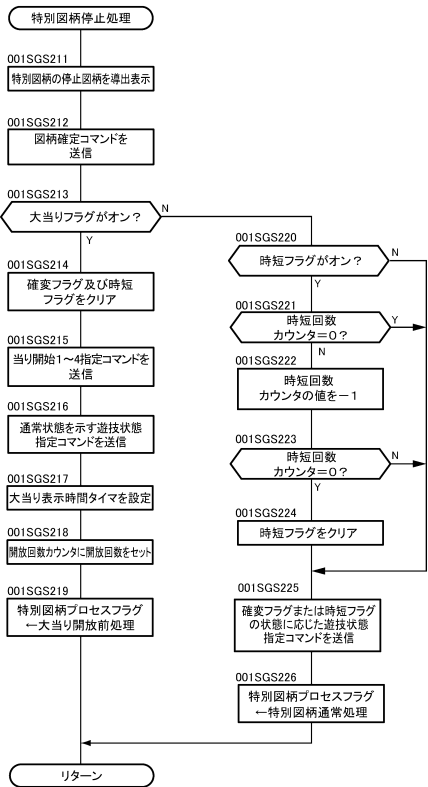 特別図柄停止処理
001SGS211
特別図柄の停止図柄を導出表示
001SGS212
図柄確定コマンドを
送信
001SGS213
大当りフラグがオン？
N
Y
001SGS214
確変フラグ及び時短
フラグをクリア
001SGS215
当り開始1～4指定コマンドを
送信
001SGS216
通常状態を示す遊技状態
指定コマンドを送信
001SGS217
大当り表示時間タイマを設定
001SGS218
開放回数カウンタに開放回数をセット
001SGS219
特別図柄プロセスフラグ
←大当り開放前処理
001SGS220
時短フラグがオン？
N
Y
001SGS221
時短回数
カウンタ＝0？
Y
N
001SGS222
時短回数
カウンタの値を－1
001SGS223
時短回数
カウンタ＝0？
N
Y
001SGS224
時短フラグをクリア
001SGS225
確変フラグまたは時短フラグ
の状態に応じた遊技状態
指定コマンドを送信
001SGS226
特別図柄プロセスフラグ
←特別図柄通常処理
リターン